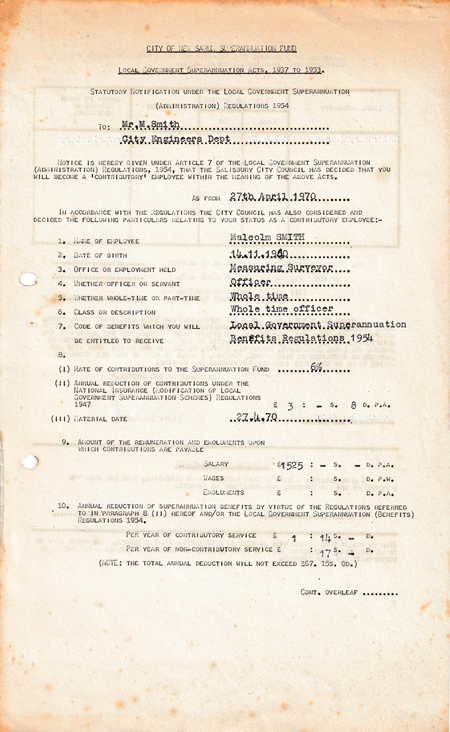 CITY OF NEW SARUM SUPERANNUATION FUND
LOCAL GOVERNMENT SUPERANNUATION ACTS, 1937 TO 1953.
STATUTORY NOTIFICATION UNDER THE LOCAL GOVERNMENT SUPERANNUATION
(ADMINISTRATION) REGULATIONS 1954
TO: Mr.M.Smith
City Engineers Dept
NOTICE IS HEREBY GIVEN UNDER ARTICLE 7 OF THE LOCAL GOVERNMENT SUPERANNUATION
(ADMINISTRATION) REGULATIONS, 1954, THAT THE SALISBURY CITY COUNCIL HAS DECIDED THAT YOU
WILL BECOME A 'CONTRIBUTORY' EMPLOYEE WITHIN THE MEANING OF THE ABOVE ACTS.
AS FROM 27th April 1970
IN ACCORDANCE WITH THE REGULATIONS THE CITY COUNCIL HAS ALSO CONSIDERED AND
DECIDED THE FOLLOWING PARTICULARS RELATING TO YOUR STATUS AS A CONTRIBUTORY EMPLOYEE:-
1. NAME OF EMPLOYEE Malcolm SMITH
2. DATE OF BIRTH 14.11.1940
3. OFFICE OR EMPLOYMENT HELD Measuring Surveyor
4. WHETHER OFFICER OR SERVANT Officer
5. WHETHER WHOLE-TIME OR PART-TIME Whole time
6. CLASS OR DESCRIPTION Whole time officer
7. CODE OF BENEFITS WHICH YOU WILL Local Government Superannuation
BE ENTITLED TO RECEIVE Benefits Regulations 1954
8.
(I) RATE OF CONTRIBUTIONS TO THE SUPERANNUATION FUND 6%
(II) ANNUAL REDUCTION OF CONTRIBUTIONS UNDER THE
NATIONAL INSURANCE (MODIFICATION OF LOCAL
GOVERNMENT SUPERANNUATION SCHEMES) REGULATIONS
1947 £ 3 : - S. 8 D. P.A.
(III) MATERIAL DATE 27.4.70
9. AMOUNT OF THE REMUNERATION AND EMOLUMENTS UPON
WHICH CONTRIBUTIONS ARE PAYABLE
SALARY £1525 : - S. - D. P.A.
WAGES £ : S. D. P.W.
EMOLUMENTS £ : S. D. P.A.
10. ANNUAL REDUCTION OF SUPERANNUATION BENEFITS BY VIRTUE OF THE REGULATIONS REFERRED
TO IN PARAGRAPH 8 (II) HEREOF AND/OR THE LOCAL GOVERNMENT SUPERANNUATION (BENEFITS)
REGULATIONS 1954.
PER YEAR OF CONTRIBUTORY SERVICE £ 1 : 14 S. - D.
PER YEAR OF NON-CONTRIBUTORY SERVICE £ : 17 S. - D.
(NOTE: THE TOTAL ANNUAL DEDUCTION WILL NOT EXCEED £67. 15S. 0D.)
CONT. OVERLEAF .........